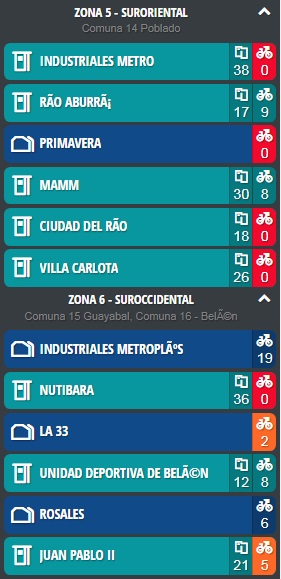 ZONA 5 - SURORIENTAL
Comuna 14 Poblado
INDUSTRIALES METRO 38 0
RÃO ABURRÃ¡ 17 9
PRIMAVERA 0
MAMM 30 8
CIUDAD DEL RÃO 18 0
VILLA CARLOTA 26 0
ZONA 6 - SUROCCIDENTAL
Comuna 15 Guayabal, Comuna 16 - BelÃ©n
INDUSTRIALES METROPLÃºS 19
NUTIBARA 36 0
LA 33 2
UNIDAD DEPORTIVA DE BELÃ©N 12 8
ROSALES 6
JUAN PABLO II 21 5